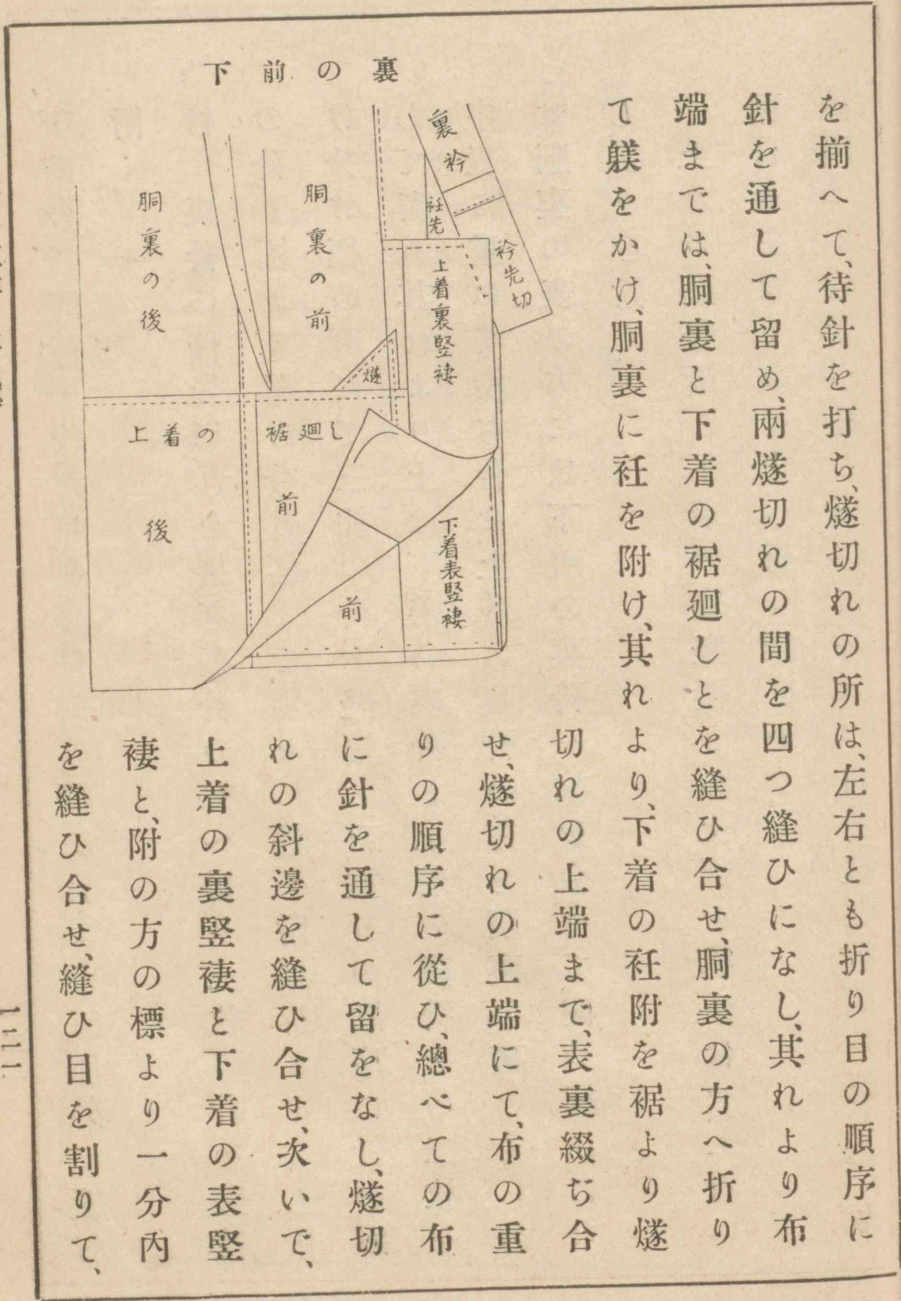 を揃へて、待針を打ち、燧切れの所は、左右とも折り目の順序に
針を通して留め、兩燧切れの間を四つ縫ひになし、其れより布
端までは、胴裏と下着の裾廻しとを縫ひ合せ、胴裏の方へ折り
て躾をかけ、胴裏に衽を附け、其れより、下着の衽附を裾より燧
切れの上端まで、表裏綴ぢ合
せ、燧切れの上端にて、布の重
りの順序に從ひ、總べての布
に針を通して留をなし、燧切
れの斜邊を縫ひ合せ、次いで、
上着の裏竪褄と下着の表竪
褄と、附の方の標より一分內
を縫ひ合せ、縫ひ目を割りて、
下前の裏
裏衿
衽先
衿先切
上着裏竪褄
胴裏の前
胴裏の後
燧
上着の
裾廻し
前
後
下着表竪褄
前
一二一